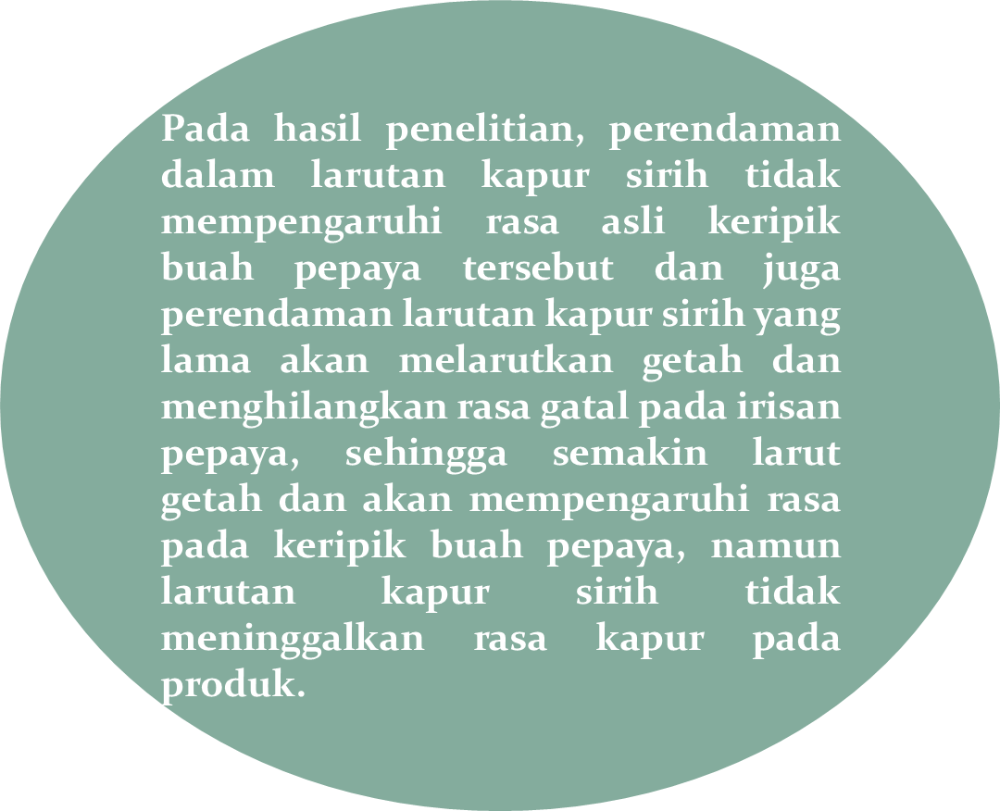 Pada hasil penelitian, perendaman
dalam larutan kapur sirih tidak
mempengaruhi rasa asli keripik
buah pepaya tersebut dan juga
perendaman larutan kapur sirih yang
lama akan melarutkan getah dan
menghilangkan rasa gatal pada irisan
pepaya, sehingga semakin larut
getah dan akan mempengaruhi rasa
pada keripik buah pepaya, namun
larutan kapur sirih tidak
meninggalkan rasa kapur pada
produk.